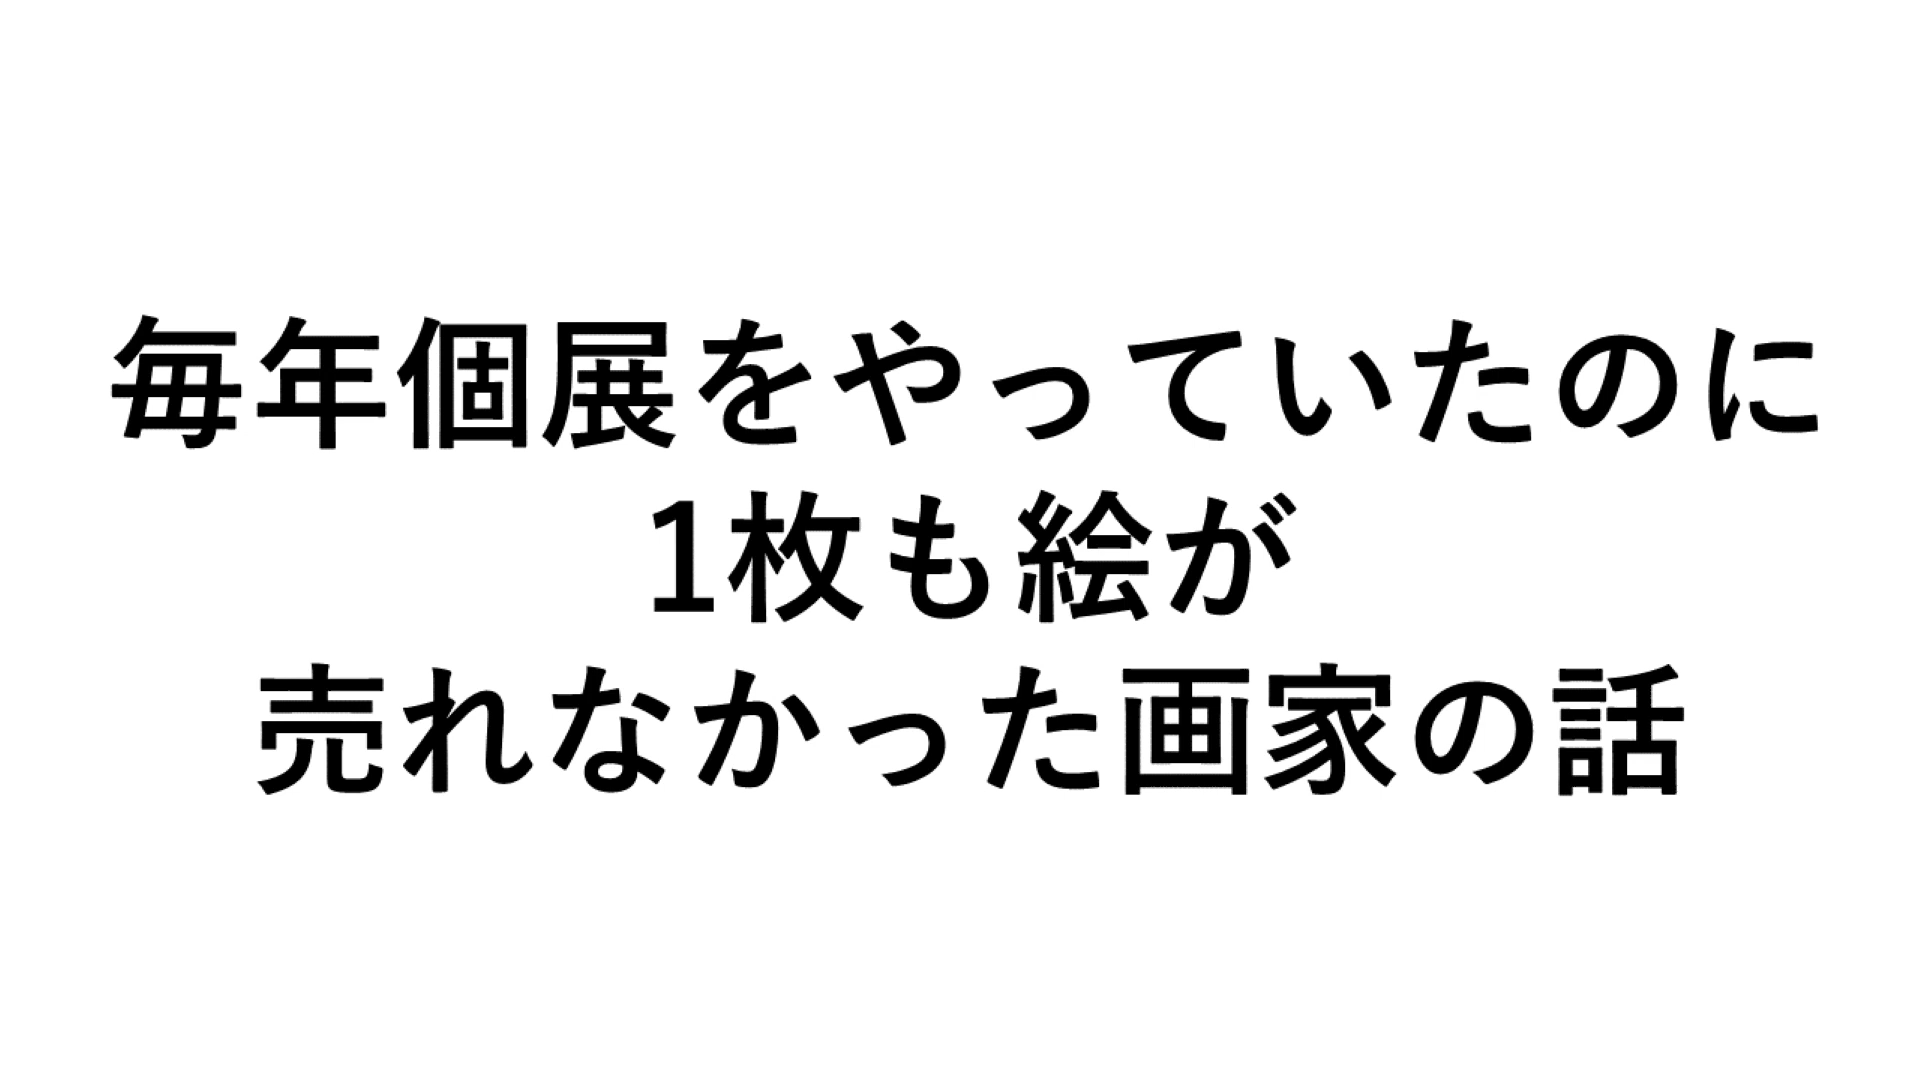 毎年個展をやっていたのに
1枚も絵が
売れなかった画家の話